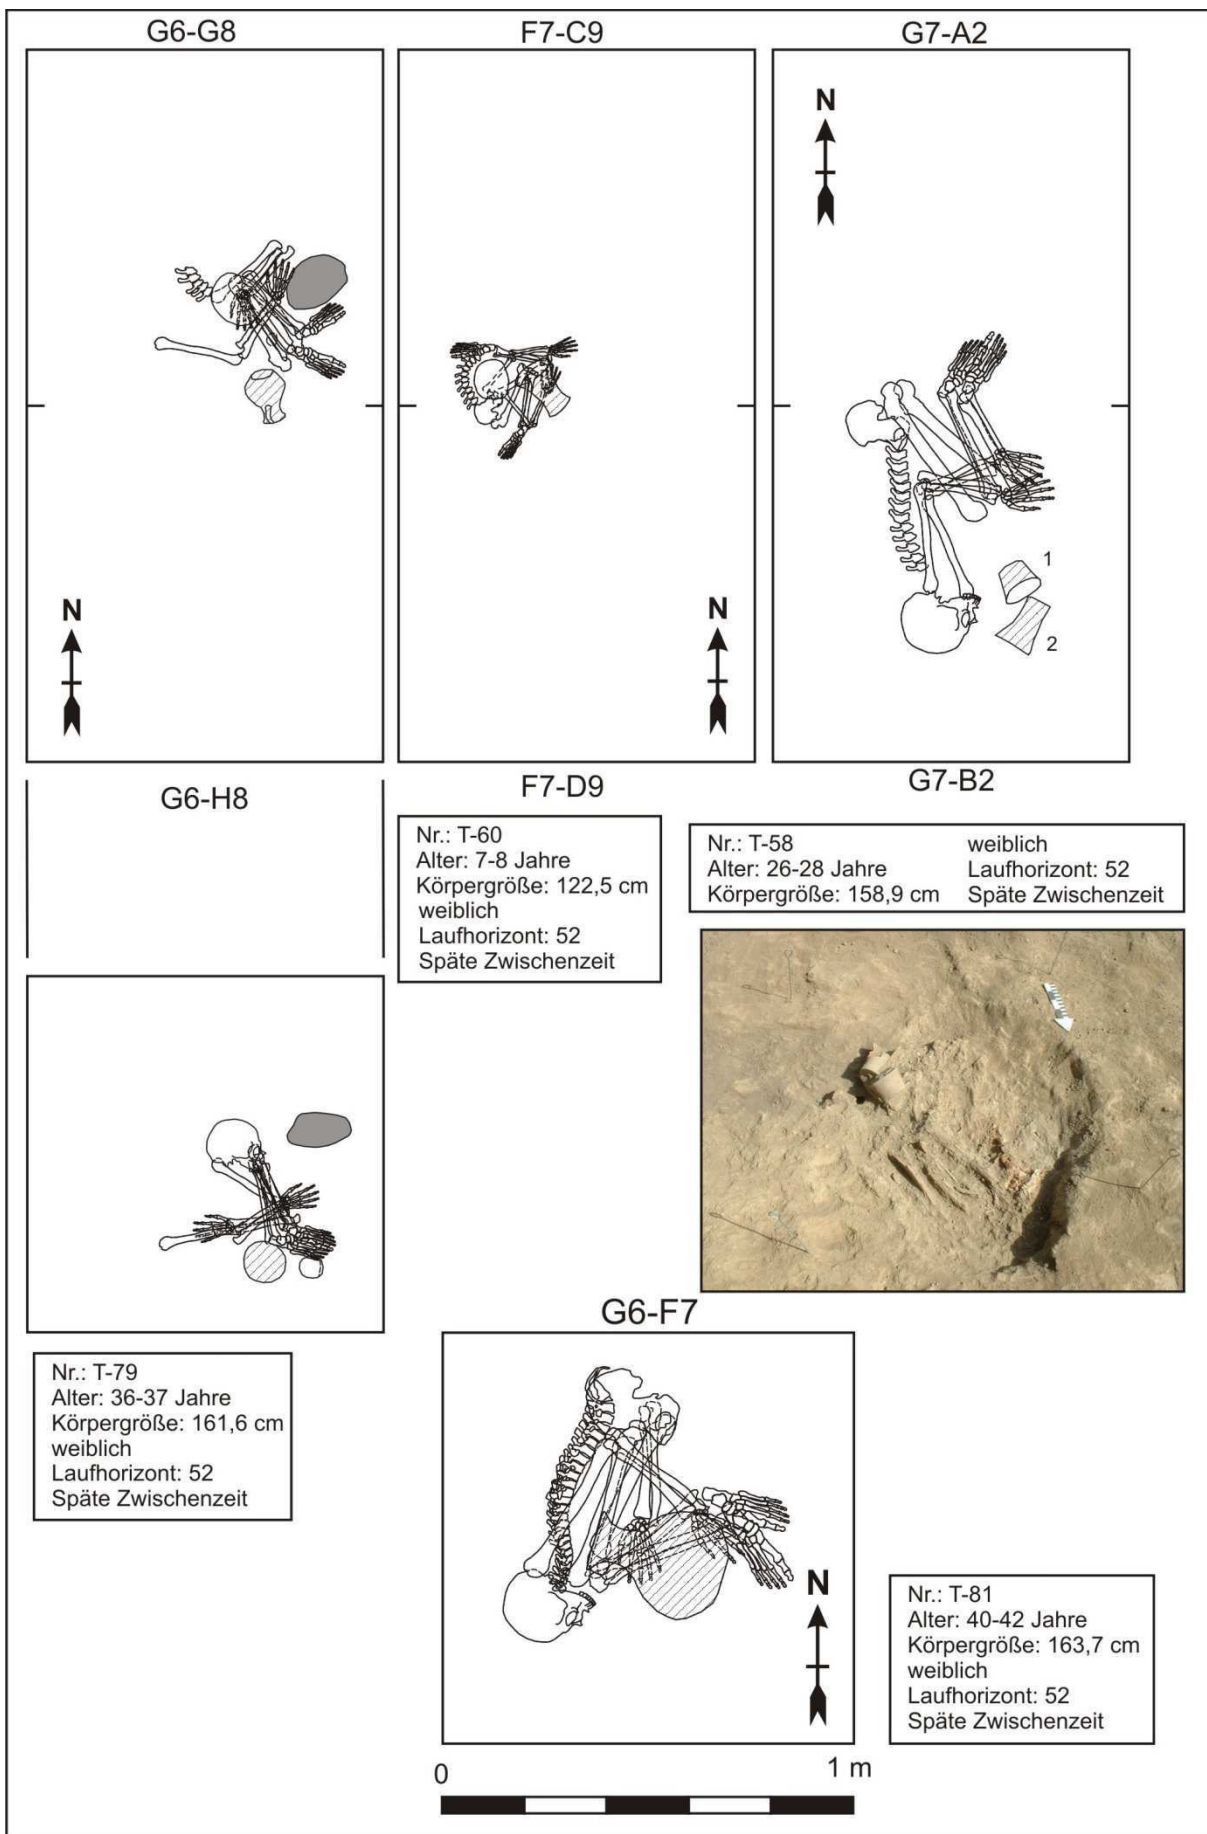 G6-G8
F7-C9
G7-A2
N
N
N
1
2
G6-H8
F7-D9
G7-B2
Nr.: T-60
Alter: 7-8 Jahre
Körpergröße: 122,5 cm
weiblich
Laufhorizont: 52
Späte Zwischenzeit
Nr.: T-58 weiblich
Alter: 26-28 Jahre Laufhorizont: 52
Körpergröße: 158,9 cm Späte Zwischenzeit
G6-F7
Nr.: T-79
Alter: 36-37 Jahre
Körpergröße: 161,6 cm
weiblich
Laufhorizont: 52
Späte Zwischenzeit
N
Nr.: T-81
Alter: 40-42 Jahre
Körpergröße: 163,7 cm
weiblich
Laufhorizont: 52
Späte Zwischenzeit
0 1 m